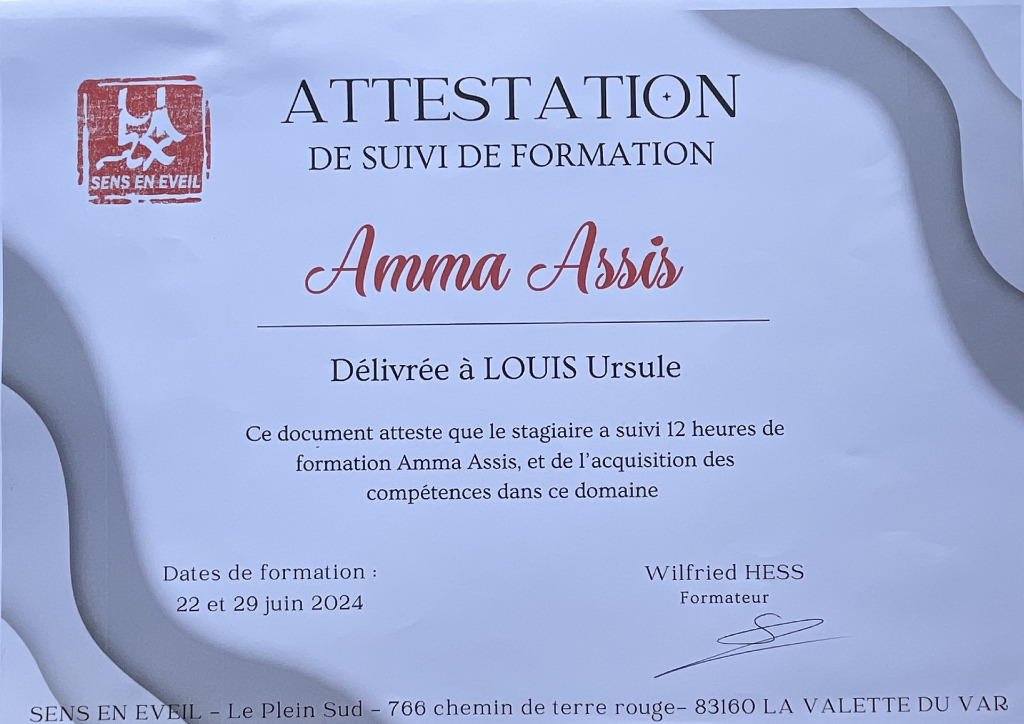 SENS EN EVEIL
ATTESTATION
DE SUIVI DE FORMATION
Amma Assis
Délivrée à LOUIS Ursule
Ce document atteste que le stagiaire a suivi 12 heures de
formation Amma Assis, et de l'acquisition des
compétences dans ce domaine
Dates de formation :
22 et 29 juin 2024
Wilfried HESS
Formateur
SENS EN EVEIL - Le Plein Sud - 766 chemin de terre rouge- 83160 LA VALETTE DU VAR